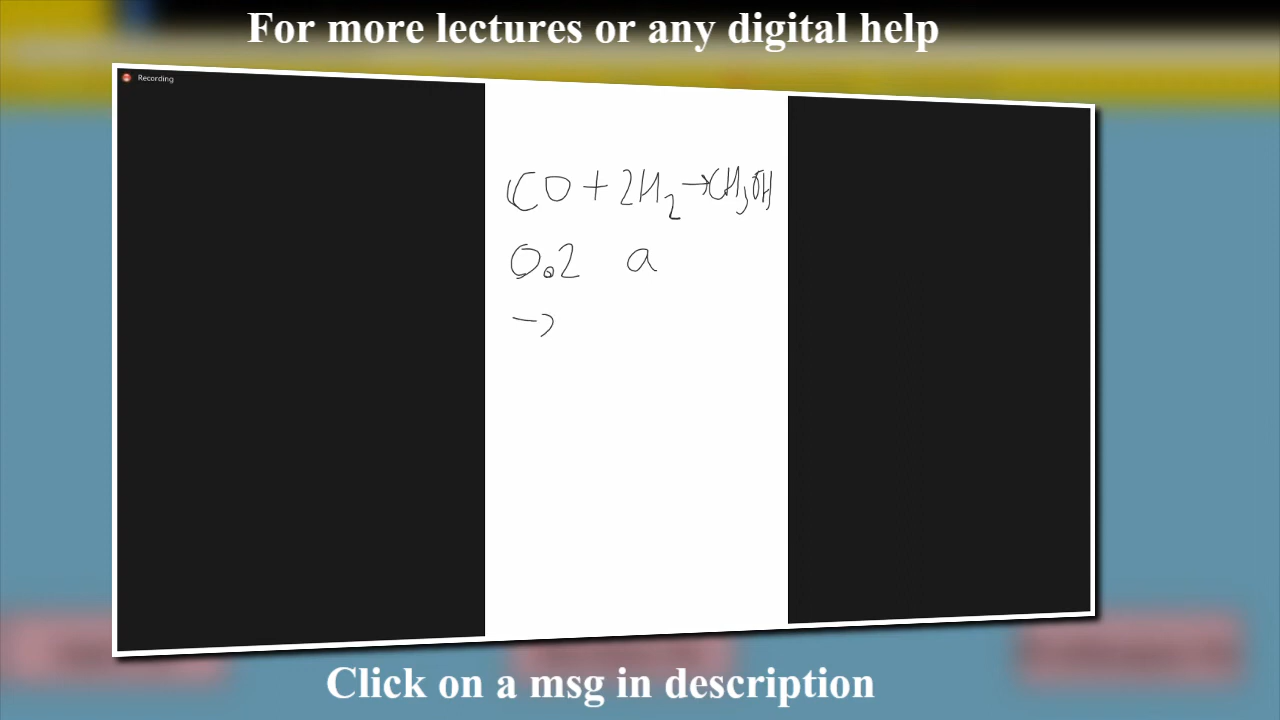 For more lectures or any digital help
Recording
CO + 2H₂ → CH₃OH
0.2 a
→
Click on a msg in description